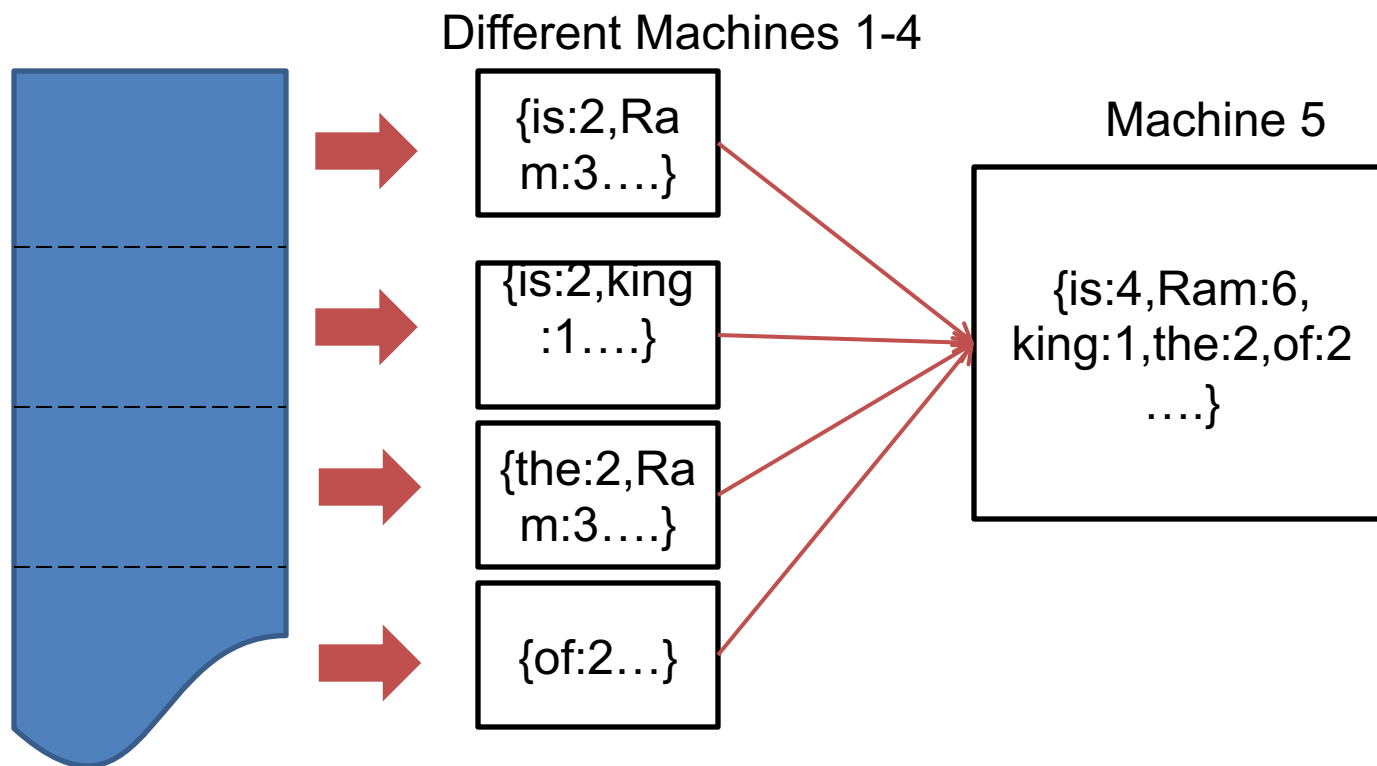 Different Machines 1-4
{is:2,Ra
m:3….}
Machine 5
{is:2,king
:1….}
{is:4,Ram:6,
king:1,the:2,of:2
….}
{the:2,Ra
m:3….}
{of:2…}